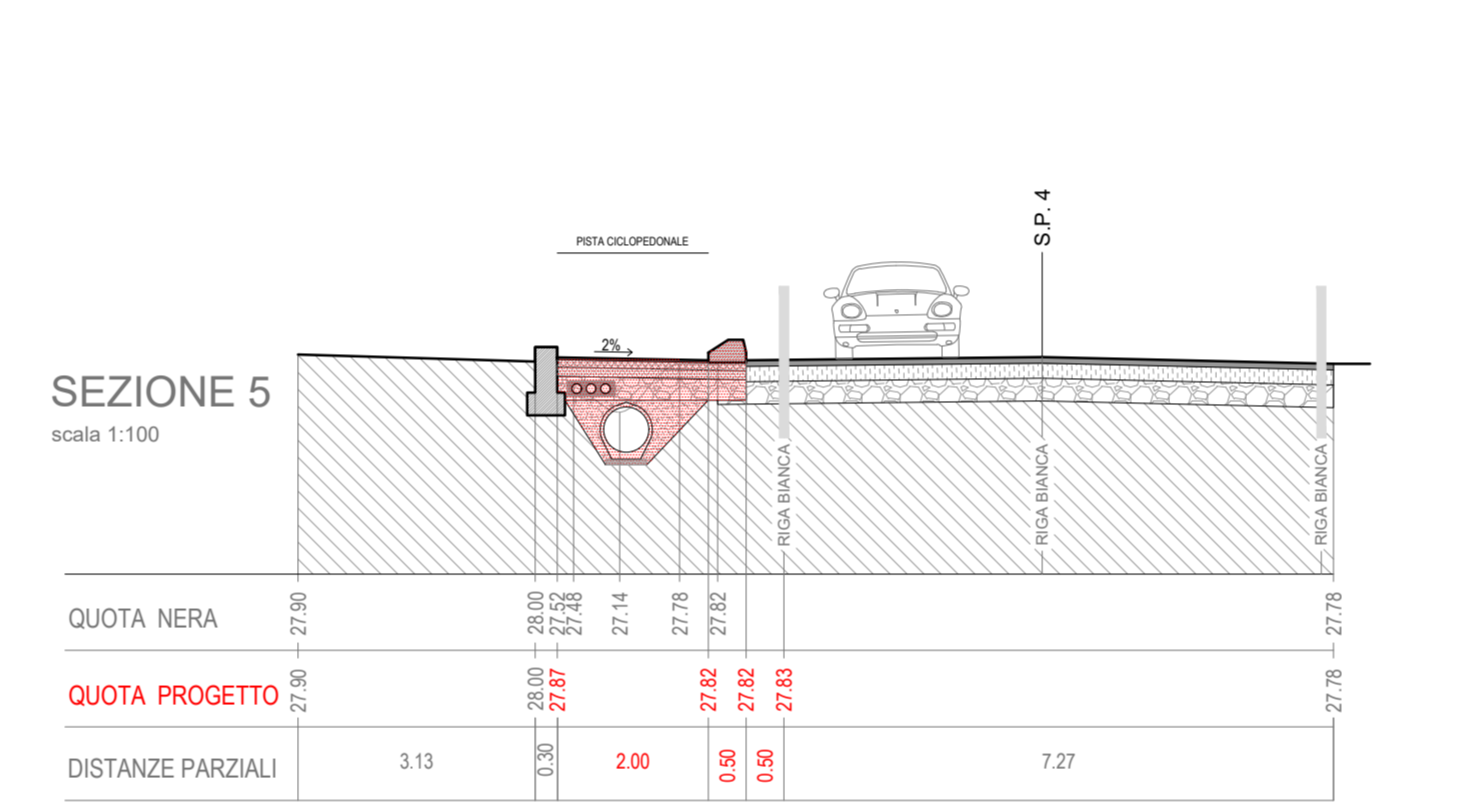 S.P. 4
PISTA CICLOPEDONALE
2%
SEZIONE 5
scala 1:100
RIGA BIANCA
RIGA BIANCA
RIGA BIANCA
QUOTA NERA 27.90 28.00 27.52 27.48 27.14 27.78 27.82 27.78
QUOTA PROGETTO 27.90 28.00 27.87 27.82 27.82 27.83 27.78
DISTANZE PARZIALI 3.13 0.30 2.00 0.50 0.50 7.27